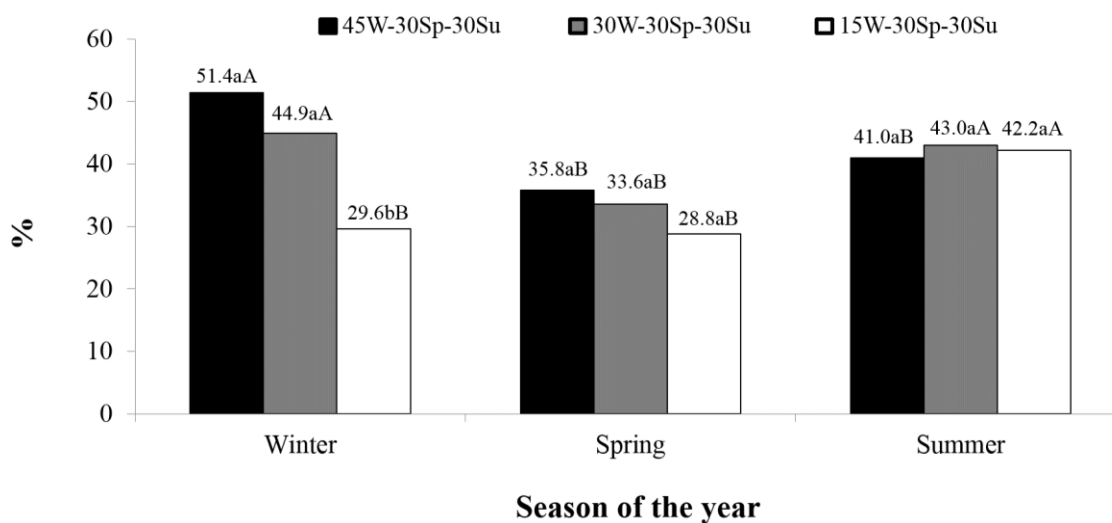 45W-30Sp-30Su 30W-30Sp-30Su 15W-30Sp-30Su
60
50
40
30
20
10
0
%
51.4aA
44.9aA
29.6bB
35.8aB
33.6aB
28.8aB
41.0aB
43.0aA
42.2aA
Winter Spring Summer
Season of the year